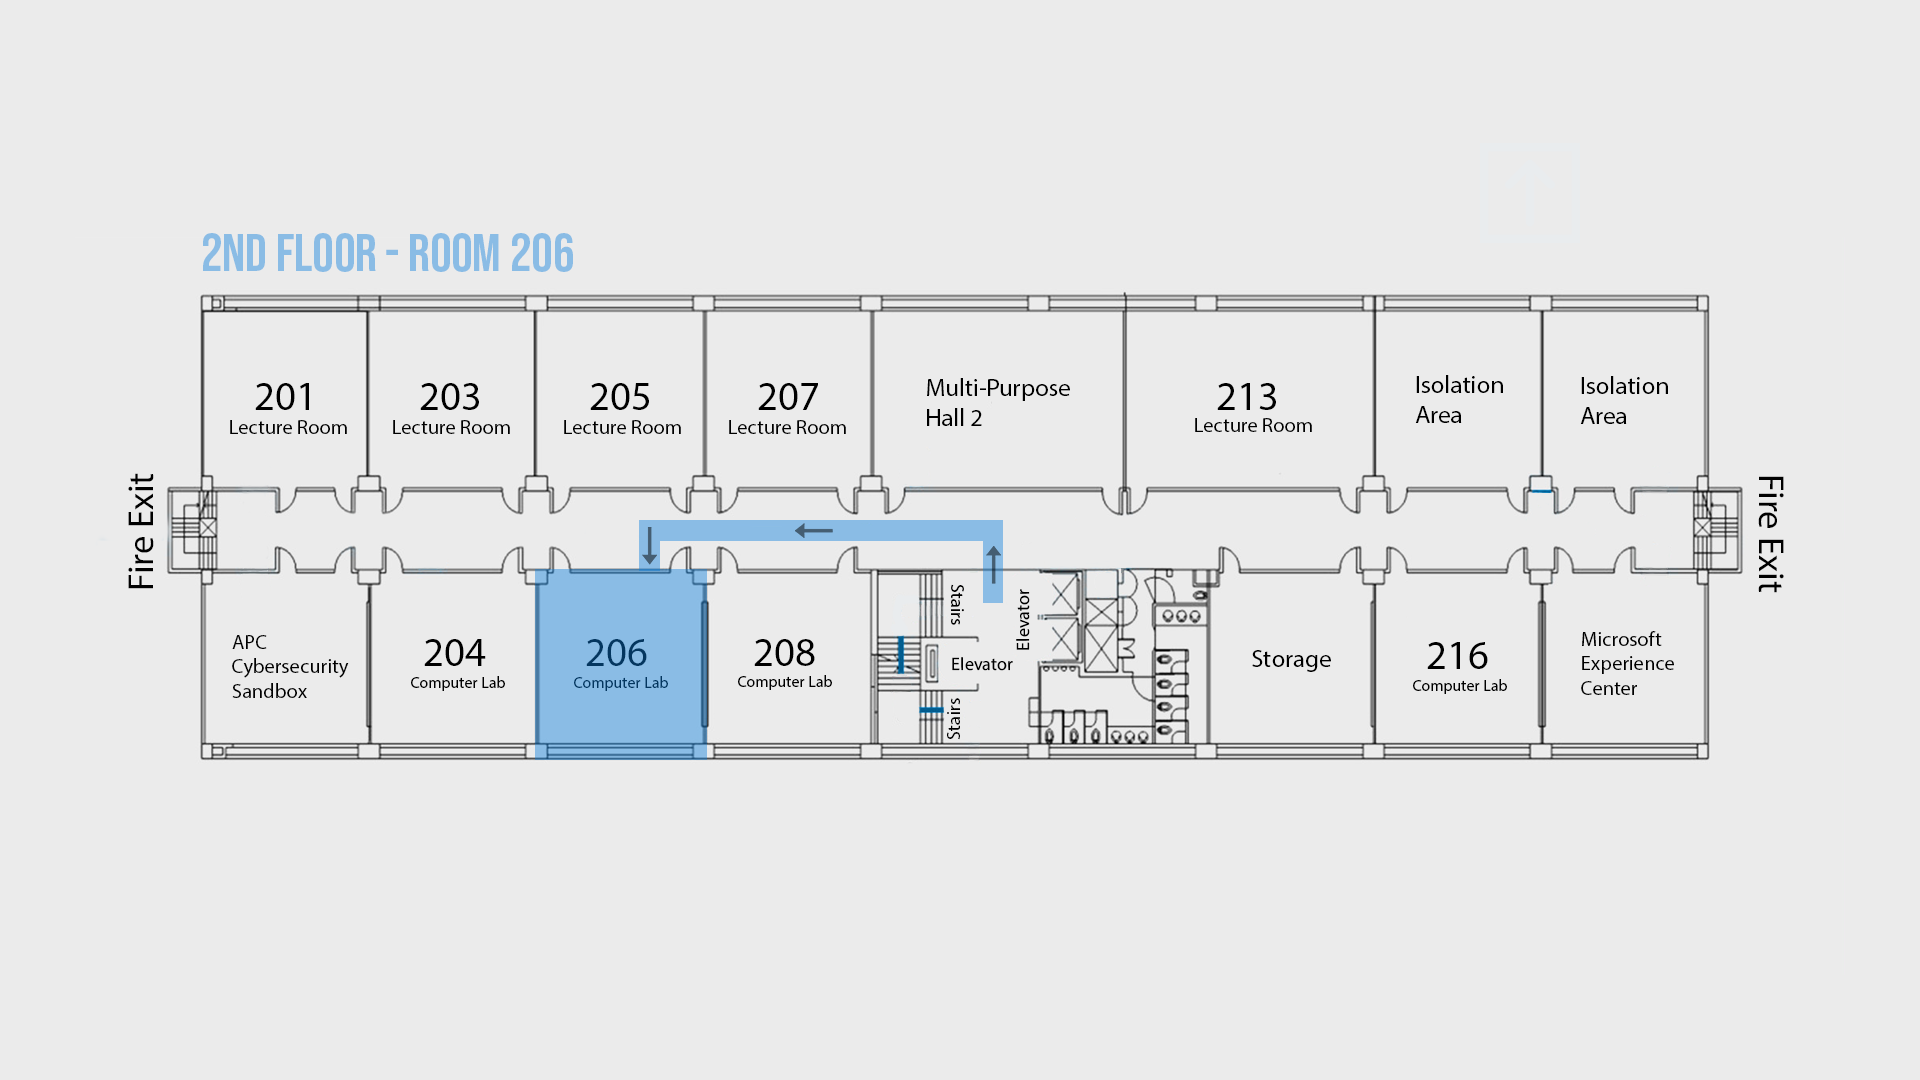 2ND FLOOR - ROOM 206
201
Lecture Room
203
Lecture Room
205
Lecture Room
207
Lecture Room
Multi-Purpose
Hall 2
213
Lecture Room
Isolation
Area
Isolation
Area
Fire Exit
Fire Exit
APC
Cybersecurity
Sandbox
204
Computer Lab
206
Computer Lab
208
Computer Lab
Stairs
Elevator
Elevator
Stairs
Storage
216
Computer Lab
Microsoft
Experience
Center